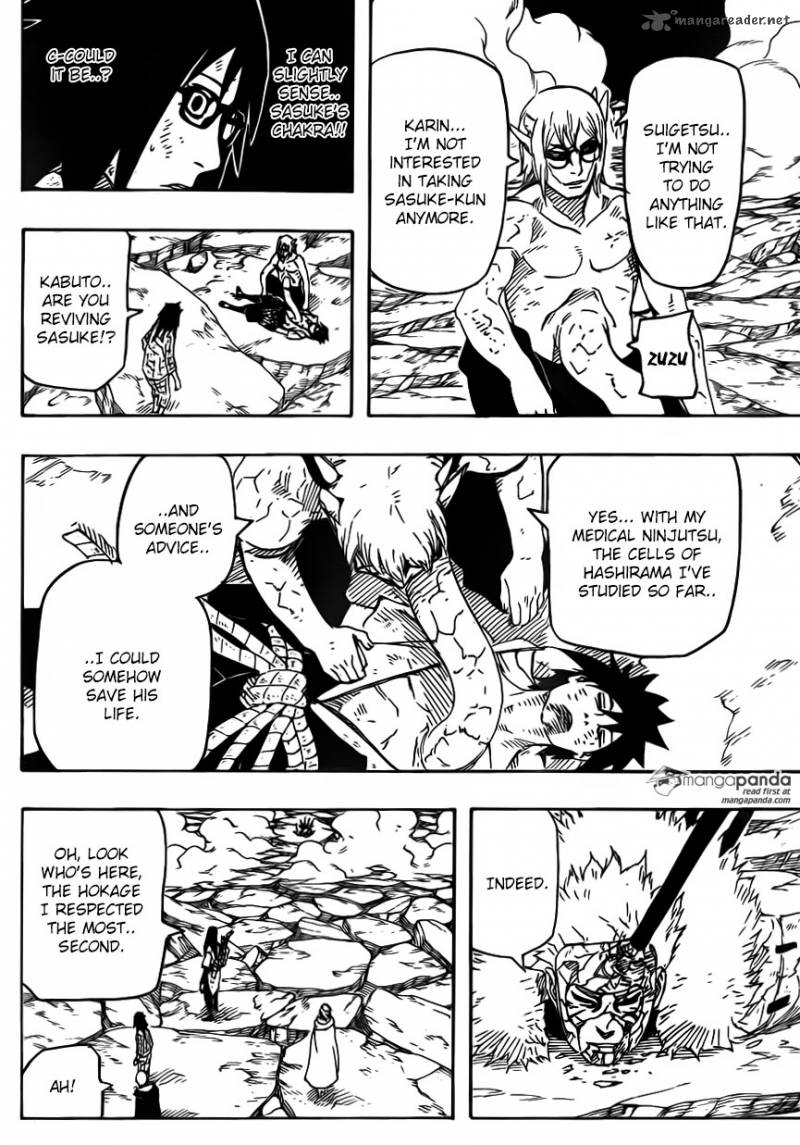 mangareader.net
SUIGETSU..
I'M NOT
TRYING
TO DO
ANYTHING
LIKE THAT.
KARIN...
I'M NOT
INTERESTED
IN TAKING
SASUKE-KUN
ANYMORE.
ZUZU
I CAN
SLIGHTLY
SENSE..
SASUKE'S
CHAKRA!!
C-COULD
IT BE..?
KABUTO..
ARE YOU
REVIVING
SASUKE!?
YES... WITH MY
MEDICAL NINJUTSU,
THE CELLS OF
HASHIRAMA I'VE
STUDIED SO FAR..
..AND
SOMEONE'S
ADVICE..
..I COULD
SOMEHOW
SAVE HIS
LIFE.
mangapanda
read first at
mangapanda.com
INDEED.
OH, LOOK
WHO'S HERE,
THE HOKAGE
I RESPECTED
THE MOST..
SECOND.
AH!